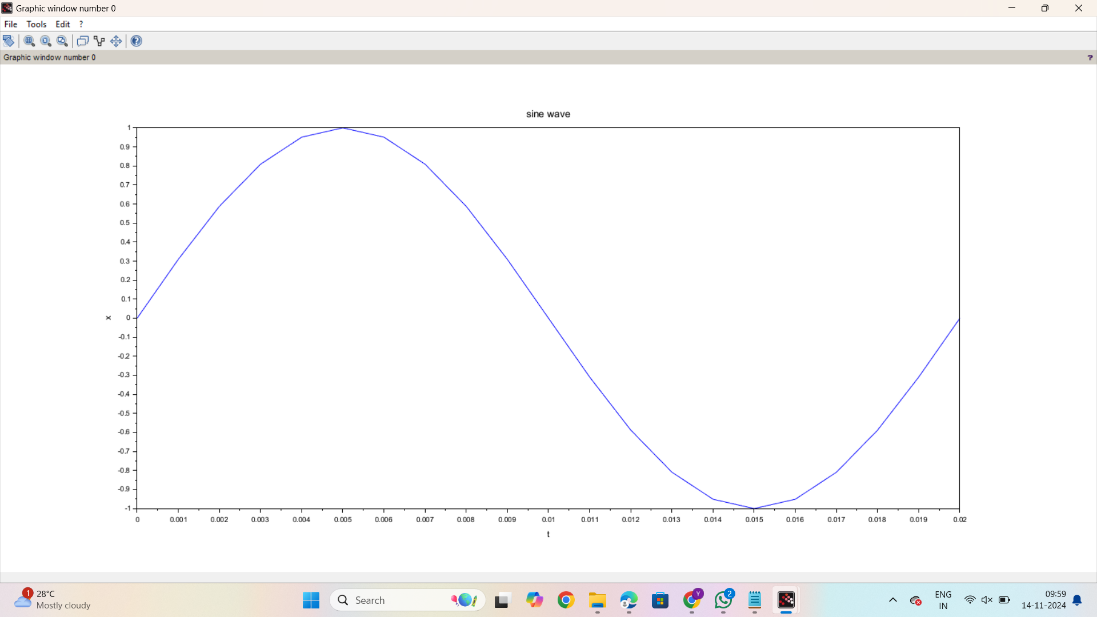 Graphic window number 0
File Tools Edit ?
Graphic window number 0 ?
sine wave
1
0.9
0.8
0.7
0.6
0.5
0.4
0.3
0.2
0.1
x 0
-0.1
-0.2
-0.3
-0.4
-0.5
-0.6
-0.7
-0.8
-0.9
-1
0 0.001 0.002 0.003 0.004 0.005 0.006 0.007 0.008 0.009 0.01 0.011 0.012 0.013 0.014 0.015 0.016 0.017 0.018 0.019 0.02
t
1 28°C
Mostly cloudy
Search
Y
2
ENG
IN
09:59
14-11-2024